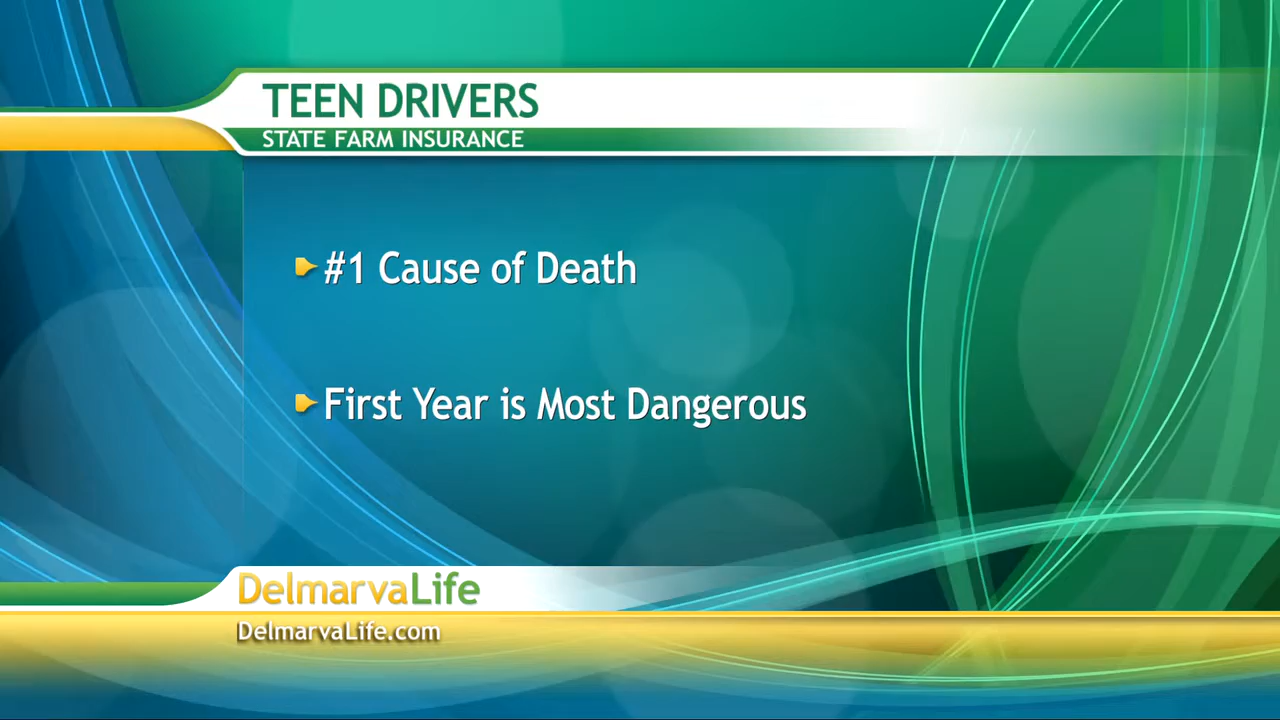 TEEN DRIVERS
STATE FARM INSURANCE
#1 Cause of Death
First Year is Most Dangerous
DelmarvaLife
DelmarvaLife.com